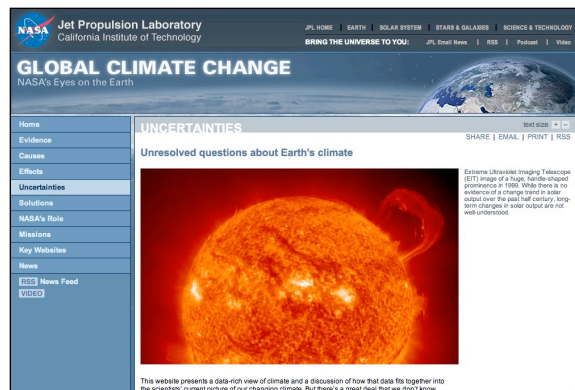 NASA
Jet Propulsion Laboratory
California Institute of Technology
JPL HOME EARTH SOLAR SYSTEM STARS & GALAXIES SCIENCE & TECHNOLOGY
BRING THE UNIVERSE TO YOU: JPL Email News | RSS | Podcast | Video
GLOBAL CLIMATE CHANGE
NASA's Eyes on the Earth
Home
Evidence
Causes
Effects
Uncertainties
Solutions
NASA's Role
Missions
Key Websites
News
RSS News Feed
VIDEO
UNCERTAINTIES
text size + −
SHARE | EMAIL | PRINT | RSS
Unresolved questions about Earth's climate
Extreme Ultraviolet Imaging Telescope
(EIT) image of a huge, handle-shaped
prominence in 1999. While there is no
evidence of a change trend in solar
output over the past half century, long-
term changes in solar output are not
well-understood.
This website presents a data-rich view of climate and a discussion of how that data fits together into
the scientists' current picture of our changing climate. But there's a great deal that we don't know